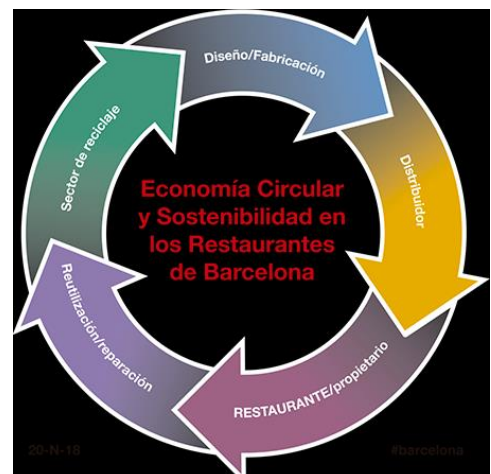 Diseño/Fabricación
Distribuidor
RESTAURANTE/propietario
Reutilización/reparación
Sector de reciclaje
Economía Circular
y Sostenibilidad en
los Restaurantes
de Barcelona
20-N-18
#barcelona